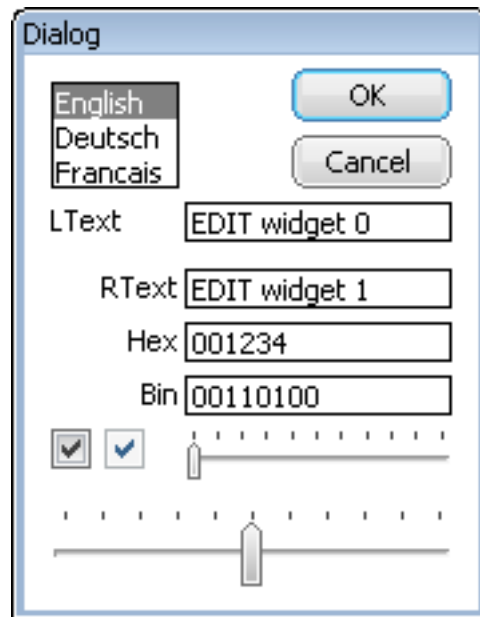 Dialog
English
Deutsch
Francais
OK
Cancel
LText EDIT widget 0
RText EDIT widget 1
Hex 001234
Bin 00110100